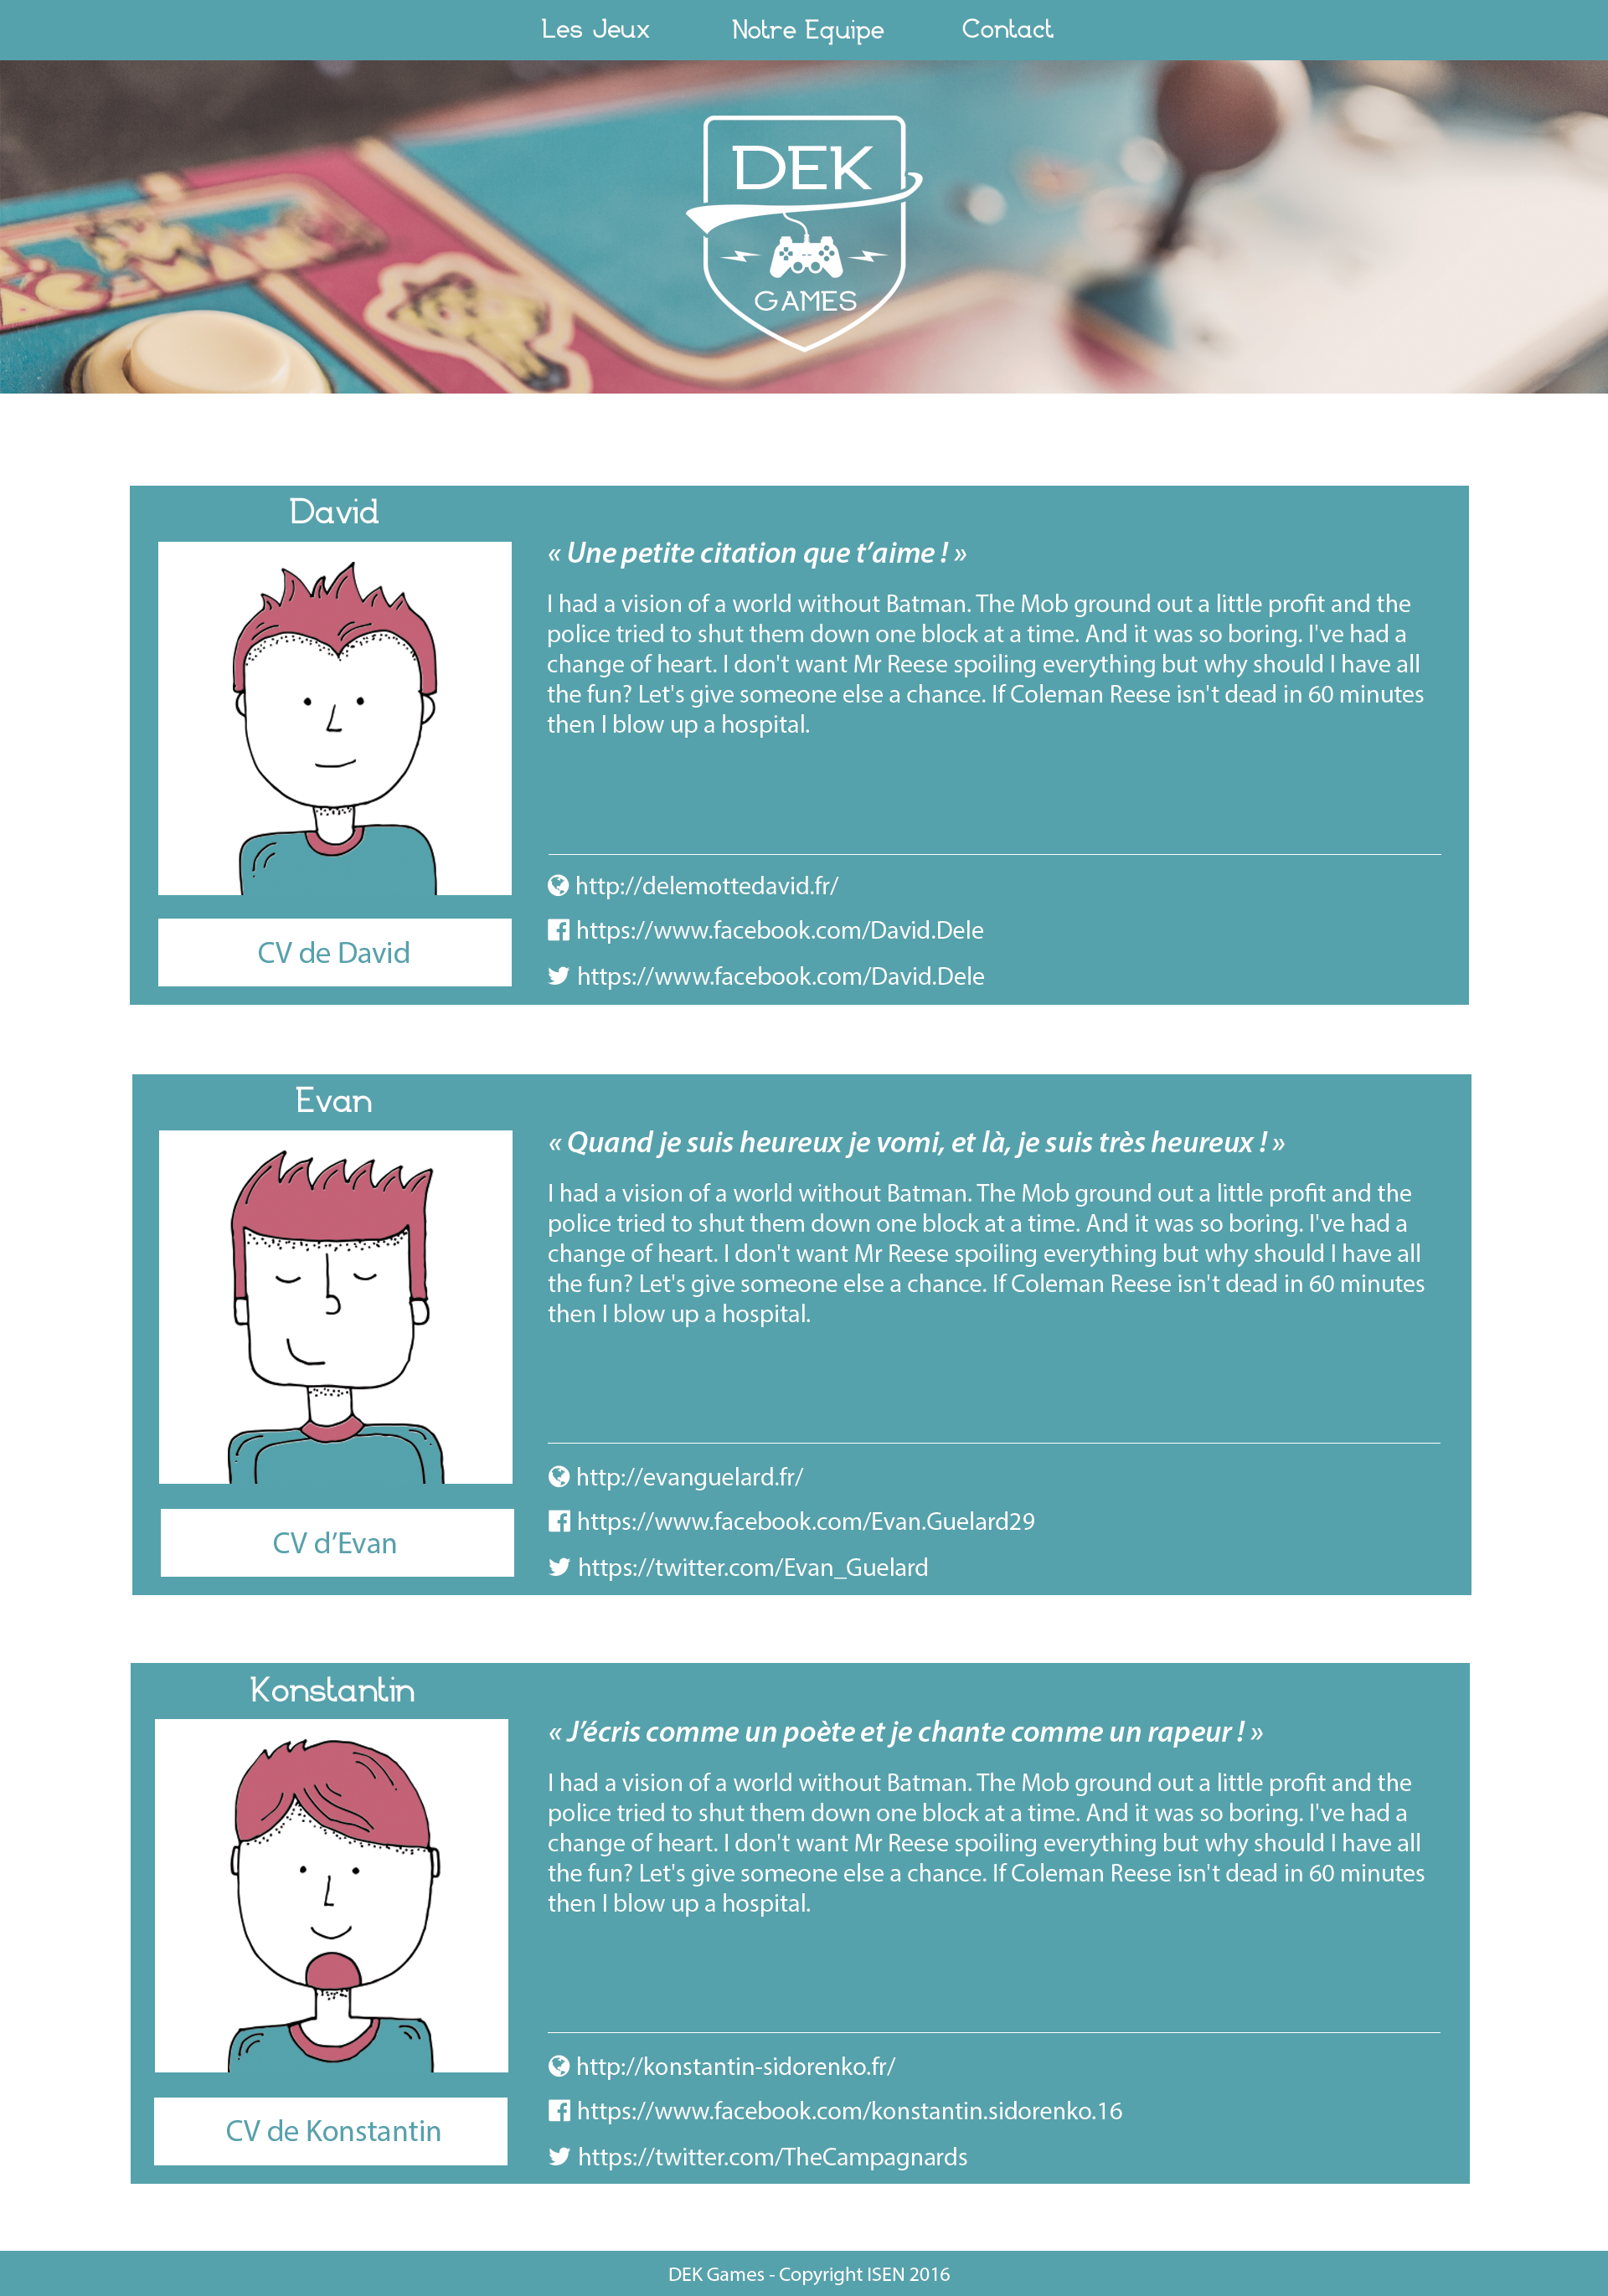 Les Jeux
Notre Equipe
Contact
DEK
GAMES
David
« Une petite citation que t’aime ! »
I had a vision of a world without Batman. The Mob ground out a little profit and the
police tried to shut them down one block at a time. And it was so boring. I've had a
change of heart. I don't want Mr Reese spoiling everything but why should I have all
the fun? Let's give someone else a chance. If Coleman Reese isn't dead in 60 minutes
then I blow up a hospital.
http://delemottedavid.fr/
https://www.facebook.com/David.Dele
https://www.facebook.com/David.Dele
CV de David
Evan
« Quand je suis heureux je vomi, et là, je suis très heureux ! »
I had a vision of a world without Batman. The Mob ground out a little profit and the
police tried to shut them down one block at a time. And it was so boring. I've had a
change of heart. I don't want Mr Reese spoiling everything but why should I have all
the fun? Let's give someone else a chance. If Coleman Reese isn't dead in 60 minutes
then I blow up a hospital.
http://evanguelard.fr/
https://www.facebook.com/Evan.Guelard29
https://twitter.com/Evan_Guelard
CV d’Evan
Konstantin
« J’écris comme un poète et je chante comme un rapeur ! »
I had a vision of a world without Batman. The Mob ground out a little profit and the
police tried to shut them down one block at a time. And it was so boring. I've had a
change of heart. I don't want Mr Reese spoiling everything but why should I have all
the fun? Let's give someone else a chance. If Coleman Reese isn't dead in 60 minutes
then I blow up a hospital.
http://konstantin-sidorenko.fr/
https://www.facebook.com/konstantin.sidorenko.16
https://twitter.com/TheCampagnards
CV de Konstantin
DEK Games - Copyright ISEN 2016